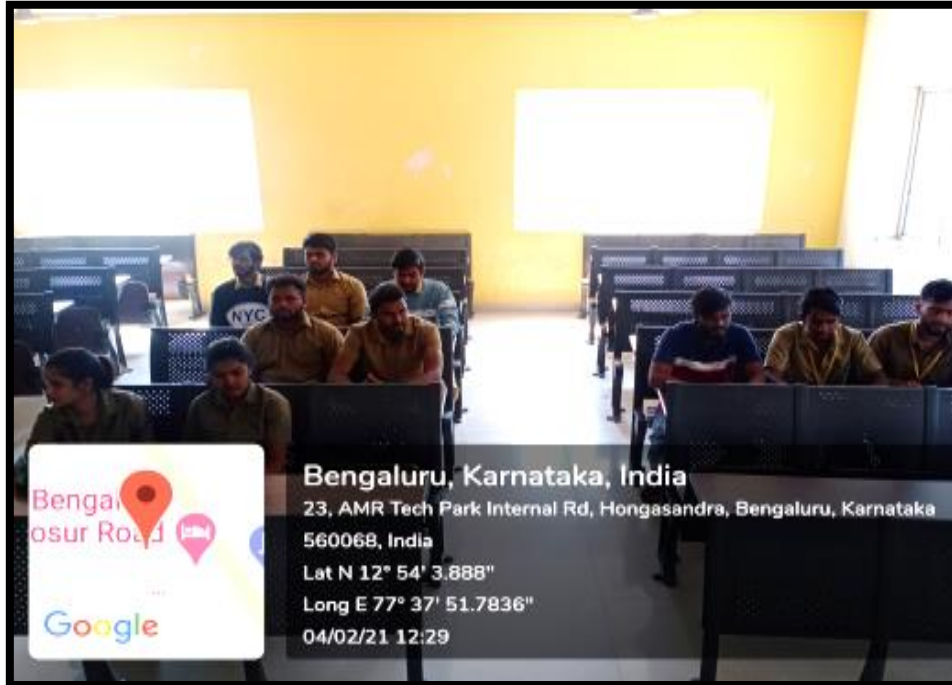 NYC
Bengal
osur Road
Google
Bengaluru, Karnataka, India
23, AMR Tech Park Internal Rd, Hongasandra, Bengaluru, Karnataka
560068, India
Lat N 12° 54' 3.888"
Long E 77° 37' 51.7836"
04/02/21 12:29